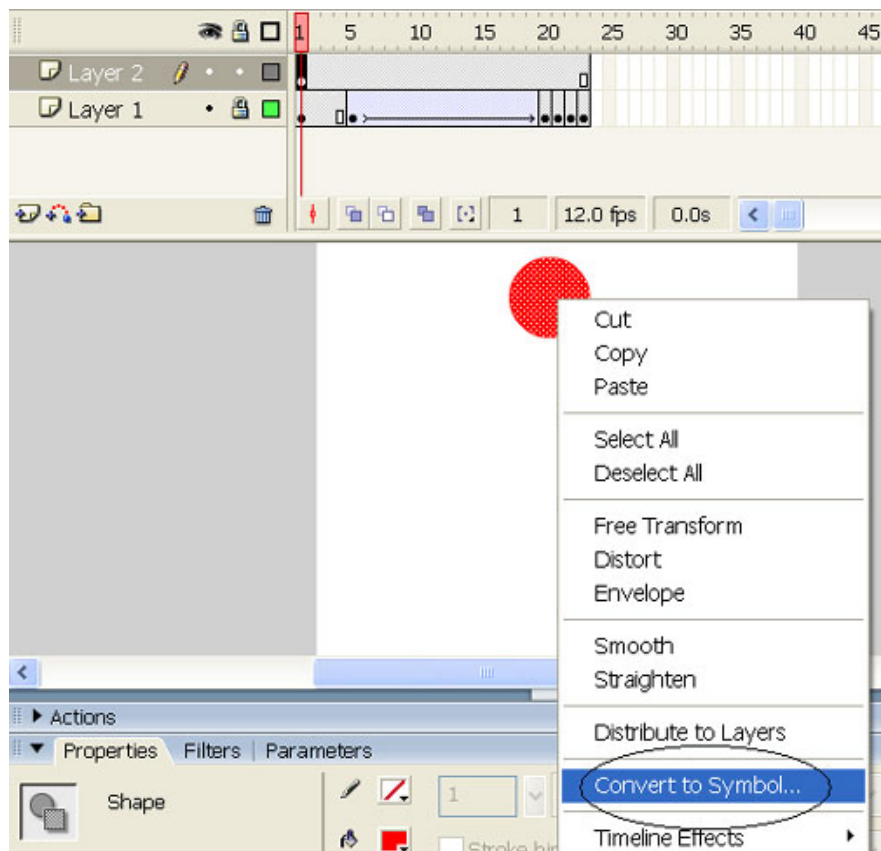 1 5 10 15 20 25 30 35 40 45
Layer 2
Layer 1
1 12.0 fps 0.0s
Cut
Copy
Paste
Select All
Deselect All
Free Transform
Distort
Envelope
Smooth
Straighten
Distribute to Layers
Convert to Symbol...
Timeline Effects
Actions
Properties Filters Parameters
Shape
1
Stroke